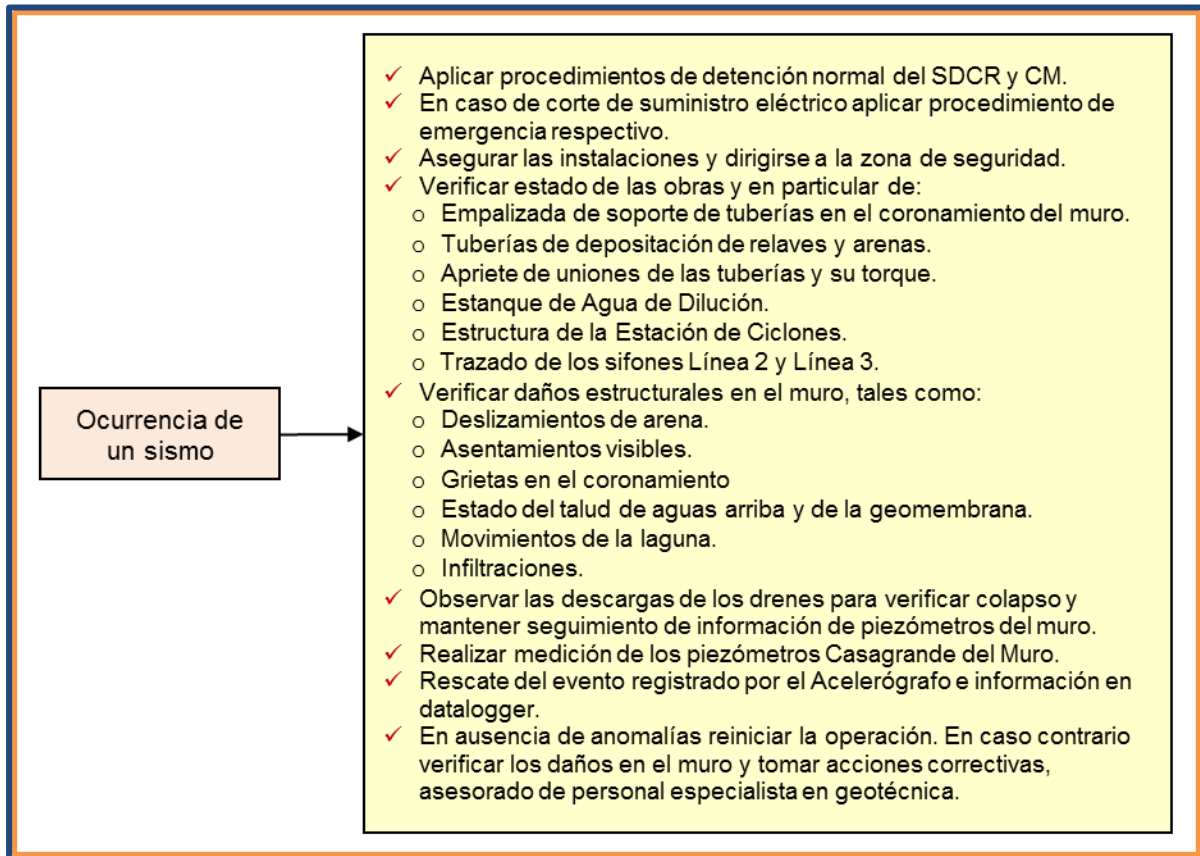 Ocurrencia de
un sismo
✓ Aplicar procedimientos de detención normal del SDCR y CM.
✓ En caso de corte de suministro eléctrico aplicar procedimiento de
emergencia respectivo.
✓ Asegurar las instalaciones y dirigirse a la zona de seguridad.
✓ Verificar estado de las obras y en particular de:
o Empalizada de soporte de tuberías en el coronamiento del muro.
o Tuberías de depositación de relaves y arenas.
o Apriete de uniones de las tuberías y su torque.
o Estanque de Agua de Dilución.
o Estructura de la Estación de Ciclones.
o Trazado de los sifones Línea 2 y Línea 3.
✓ Verificar daños estructurales en el muro, tales como:
o Deslizamientos de arena.
o Asentamientos visibles.
o Grietas en el coronamiento
o Estado del talud de aguas arriba y de la geomembrana.
o Movimientos de la laguna.
o Infiltraciones.
✓ Observar las descargas de los drenes para verificar colapso y
mantener seguimiento de información de piezómetros del muro.
✓ Realizar medición de los piezómetros Casagrande del Muro.
✓ Rescate del evento registrado por el Acelerógrafo e información en
datalogger.
✓ En ausencia de anomalías reiniciar la operación. En caso contrario
verificar los daños en el muro y tomar acciones correctivas,
asesorado de personal especialista en geotécnica.